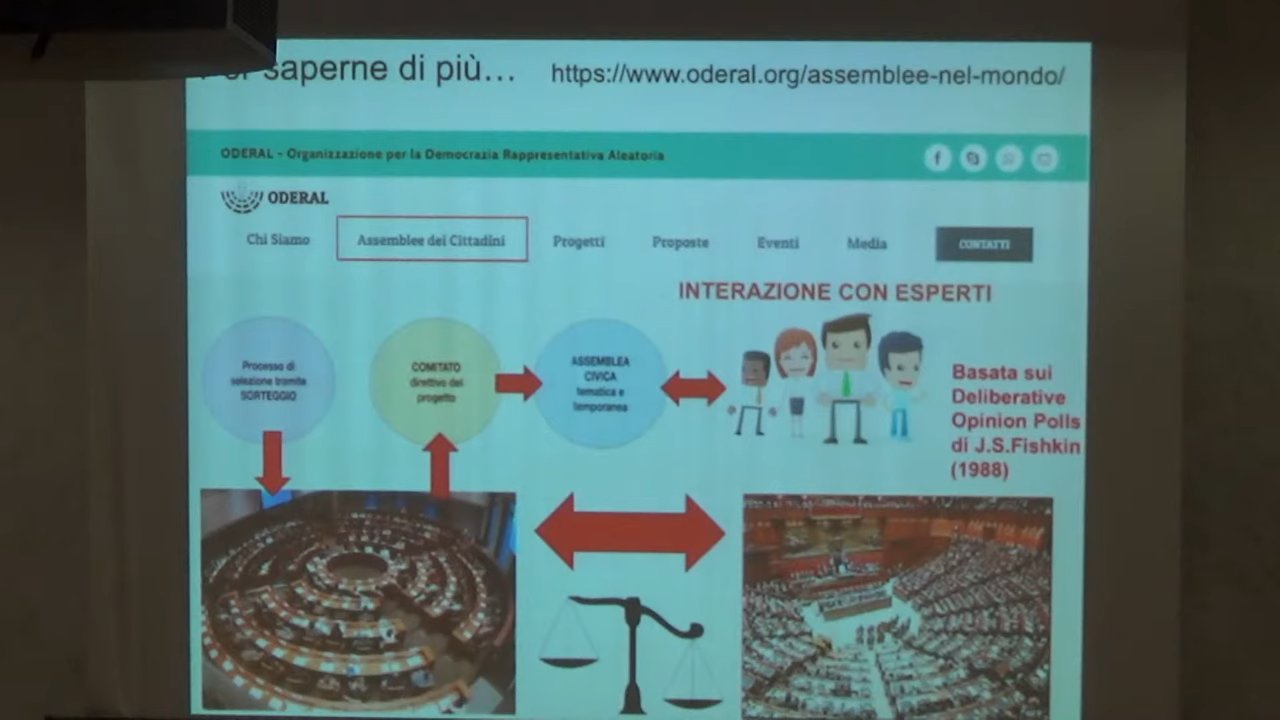 saperne di più…
https://www.oderal.org/assemblee-nel-mondo/
ODERAL - Organizzazione per la Democrazia Rappresentativa Aleatoria
ODERAL
Chi Siamo
Assemblee dei Cittadini
Progetti
Proposte
Eventi
Media
CONTATTI
INTERAZIONE CON ESPERTI
Processo di
selezione tramite
SORTEGGIO
COMITATO
direttivo del
progetto
ASSEMBLEA
CIVICA
tematica e
temporanea
Basata sui
Deliberative
Opinion Polls
di J.S.Fishkin
(1988)